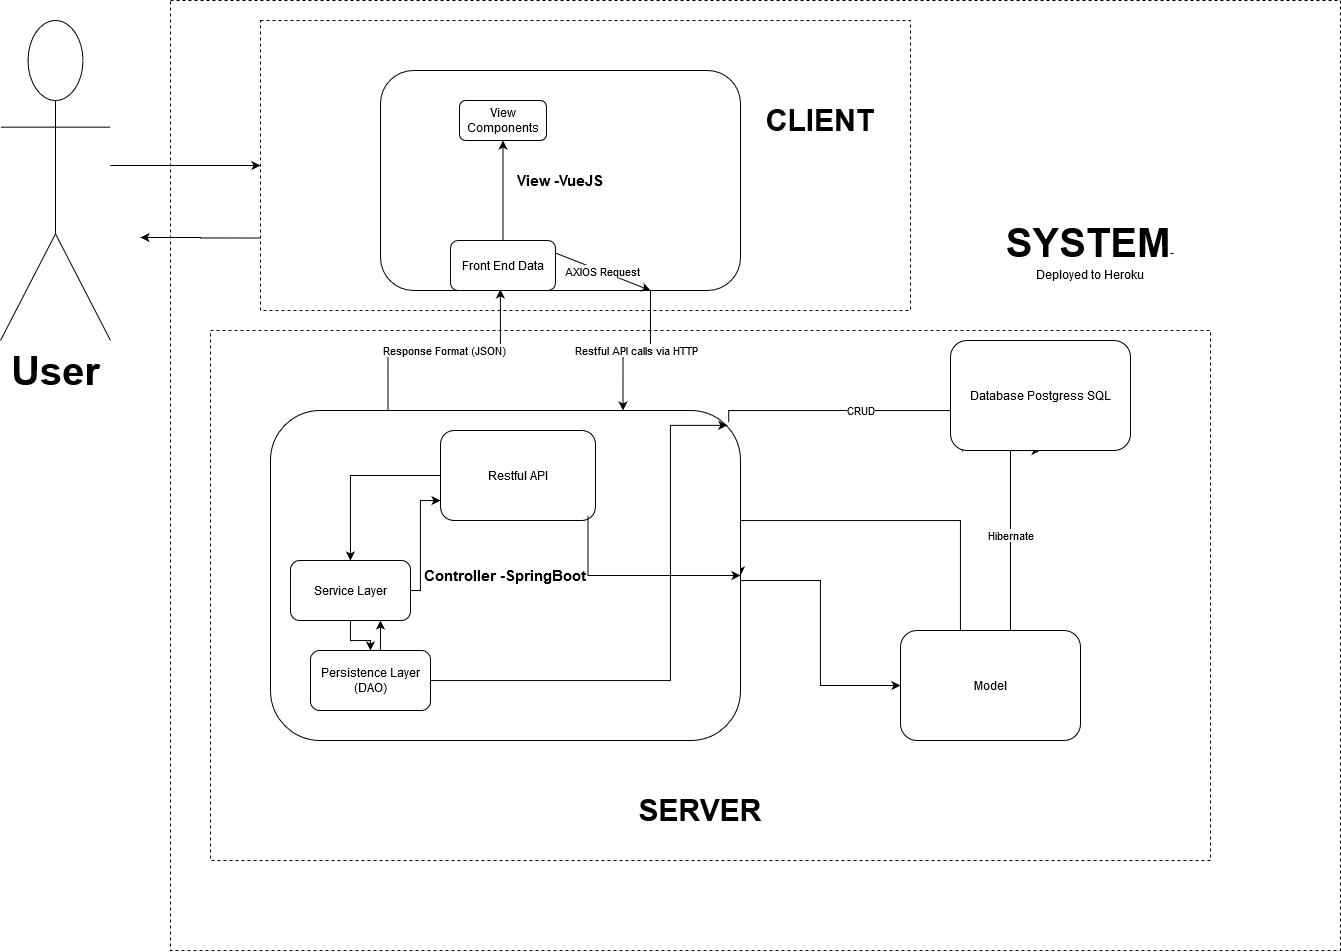 View
Components
CLIENT
View -VueJS
SYSTEM
Deployed to Heroku
Front End Data
AXIOS Request
Response Format (JSON)
Restful API calls via HTTP
User
Database Postgress SQL
CRUD
Restful API
Hibernate
Controller -SpringBoot
Service Layer
Persistence Layer
(DAO)
Model
SERVER